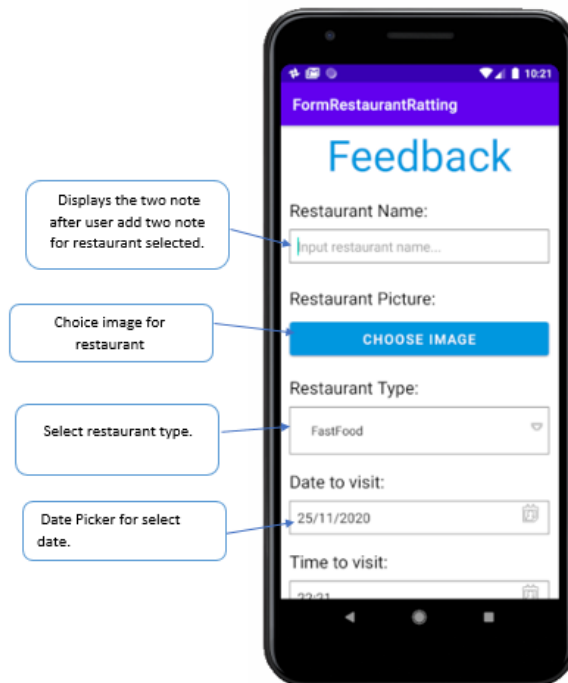 10:21
FormRestaurantRatting
Feedback
Displays the two note
after user add two note
for restaurant selected.
Restaurant Name:
Input restaurant name...
Restaurant Picture:
Choice image for
restaurant
CHOOSE IMAGE
Restaurant Type:
Select restaurant type.
FastFood
Date to visit:
Date Picker for select
date.
25/11/2020
Time to visit:
22:21